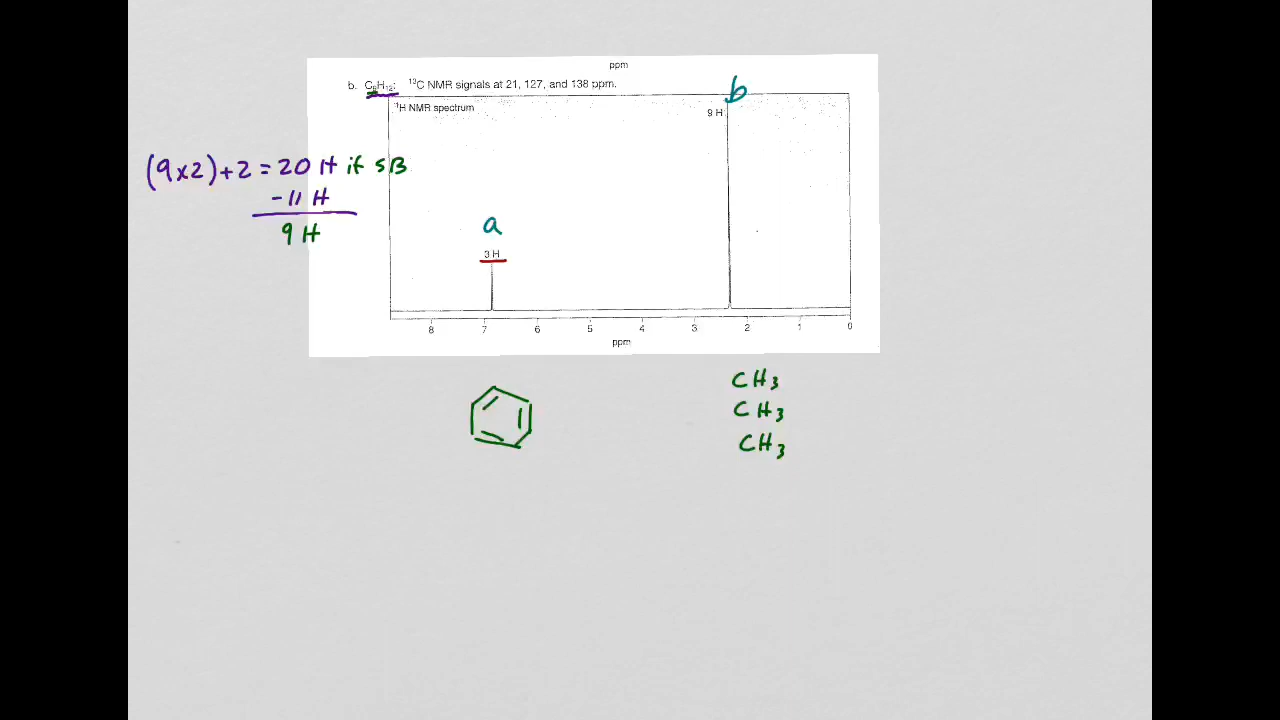 ppm
b. C₉H₁₂: ¹³C NMR signals at 21, 127, and 138 ppm.
b
¹H NMR spectrum
9 H
(9x2)+2 = 20 H if SB
-11 H
9 H
a
3 H
8 7 6 5 4 3 2 1 0
ppm
CH₃
CH₃
CH₃